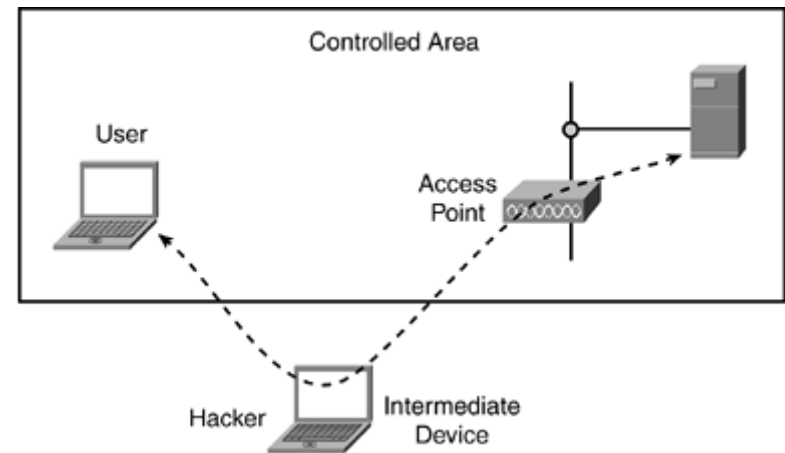 Controlled Area
User
Access
Point
Hacker
Intermediate
Device